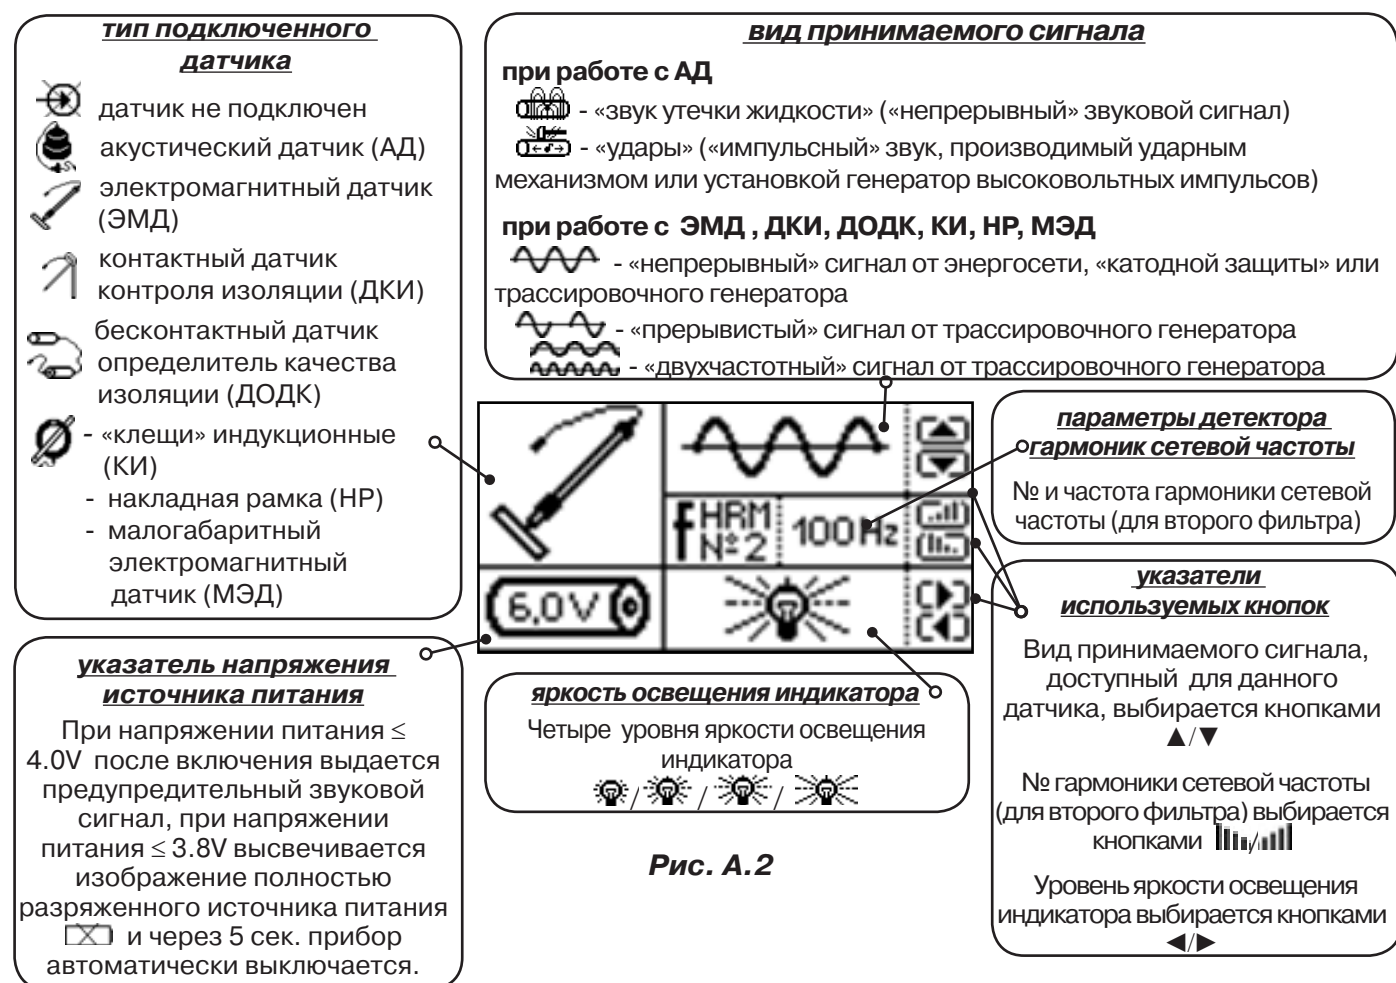 тип подключенного
датчика
датчик не подключен
акустический датчик (АД)
электромагнитный датчик
(ЭМД)
контактный датчик
контроля изоляции (ДКИ)
бесконтактный датчик
определитель качества
изоляции (ДОДК)
- «клещи» индукционные
(КИ)
- накладная рамка (НР)
- малогабаритный
электромагнитный
датчик (МЭД)
вид принимаемого сигнала
при работе с АД
- «звук утечки жидкости» («непрерывный» звуковой сигнал)
- «удары» («импульсный» звук, производимый ударным
механизмом или установкой генератор высоковольтных импульсов)
при работе с ЭМД , ДКИ, ДОДК, КИ, НР, МЭД
- «непрерывный» сигнал от энергосети, «катодной защиты» или
трассировочного генератора
- «прерывистый» сигнал от трассировочного генератора
- «двухчастотный» сигнал от трассировочного генератора
f HRM №2 100 Hz
6,0V
параметры детектора
гармоник сетевой частоты
№ и частота гармоники сетевой
частоты (для второго фильтра)
указатель напряжения
источника питания
При напряжении питания ≤
4.0V после включения выдается
предупредительный звуковой
сигнал, при напряжении
питания ≤ 3.8V высвечивается
изображение полностью
разряженного источника питания
и через 5 сек. прибор
автоматически выключается.
яркость освещения индикатора
Четыре уровня яркости освещения
индикатора
/ / /
Рис. А.2
указатели
используемых кнопок
Вид принимаемого сигнала,
доступный для данного
датчика, выбирается кнопками
▲/▼
№ гармоники сетевой частоты
(для второго фильтра) выбирается
кнопками /
Уровень яркости освещения
индикатора выбирается кнопками
◄/►